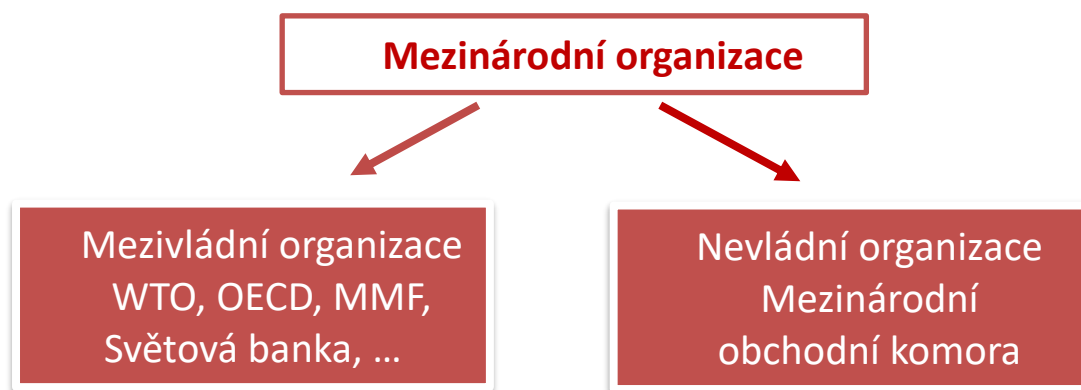 Mezinárodní organizace
Mezivládní organizace
WTO, OECD, MMF,
Světová banka, ...
Nevládní organizace
Mezinárodní
obchodní komora